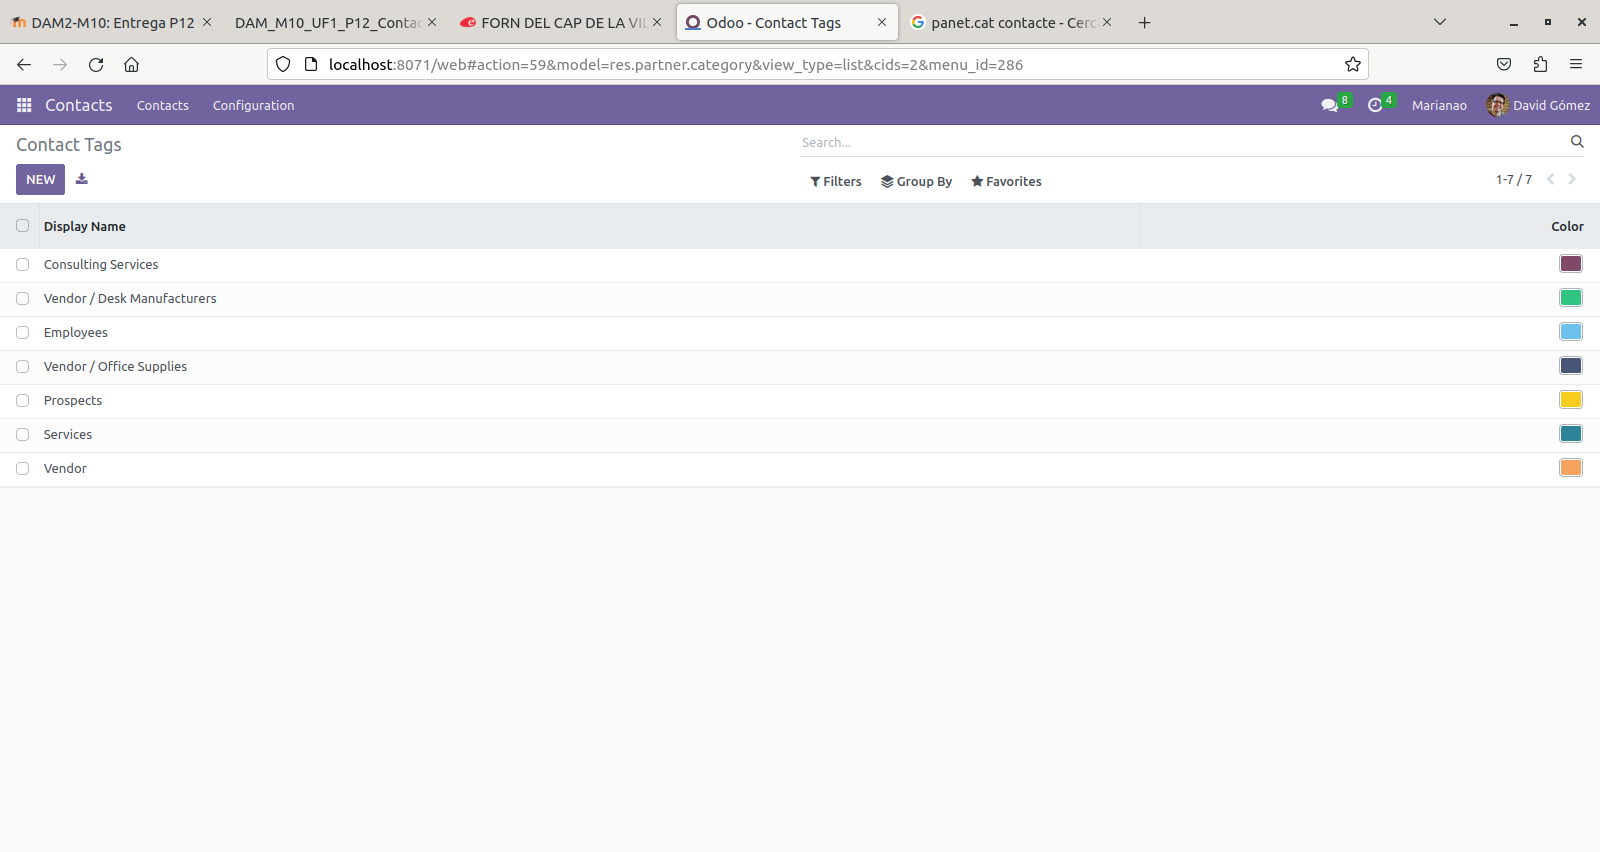 DAM2-M10: Entrega P12
DAM_M10_UF1_P12_Conta
FORN DEL CAP DE LA VIL
Odoo - Contact Tags
panet.cat contacte - Cerc
localhost:8071/web#action=59&model=res.partner.category&view_type=list&cids=2&menu_id=286
Contacts
Contacts
Configuration
8
4
Marianao
David Gómez
Contact Tags
Search...
NEW
Filters
Group By
Favorites
1-7 / 7
Display Name
Color
Consulting Services
Vendor / Desk Manufacturers
Employees
Vendor / Office Supplies
Prospects
Services
Vendor